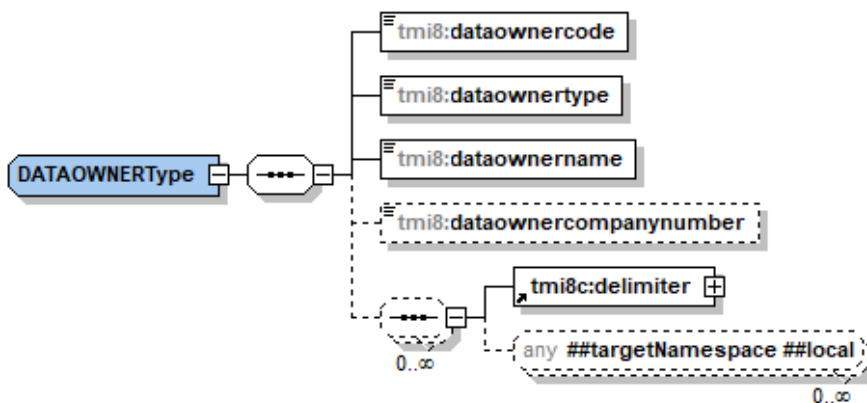 tmi8:dataownercode
tmi8:dataownertype
tmi8:dataownername
DATAOWNERType
tmi8:dataownercompanynumber
tmi8c:delimiter
0..∞
any ##targetNamespace ##local
0..∞